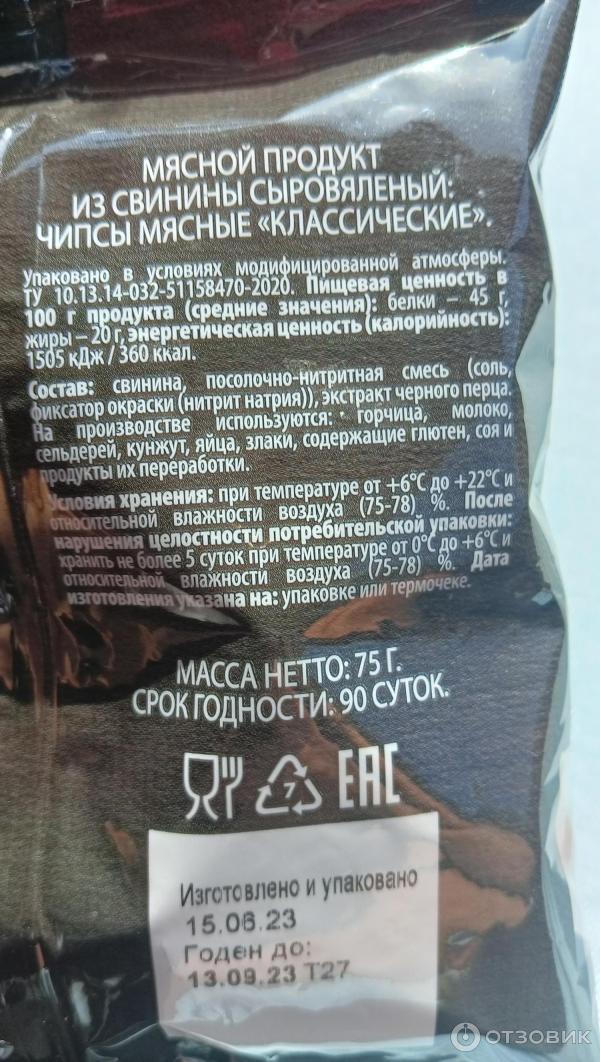 МЯСНОЙ ПРОДУКТ
ИЗ СВИНИНЫ СЫРОВЯЛЕНЫЙ:
ЧИПСЫ МЯСНЫЕ «КЛАССИЧЕСКИЕ».
Упаковано в условиях модифицированной атмосферы.
ТУ 10.13.14-032-51158470-2020. Пищевая ценность в
100 г продукта (средние значения): белки – 45 г,
жиры – 20 г, энергетическая ценность (калорийность):
1505 кДж / 360 ккал.
Состав: свинина, посолочно-нитритная смесь (соль,
фиксатор окраски (нитрит натрия)), экстракт черного перца.
На производстве используются: горчица, молоко,
сельдерей, кунжут, яйца, злаки, содержащие глютен, соя и
продукты их переработки.
Условия хранения: при температуре от +6°C до +22°C и
относительной влажности воздуха (75-78) %. После
нарушения целостности потребительской упаковки:
хранить не более 5 суток при температуре от 0°C до +6°C и
относительной влажности воздуха (75-78) %. Дата
изготовления указана на: упаковке или термочеке.
МАССА НЕТТО: 75 Г.
СРОК ГОДНОСТИ: 90 СУТОК.
7 EAC
Изготовлено и упаковано
15.06.23
Годен до:
13.09.23 Т27
ОТЗОВИК